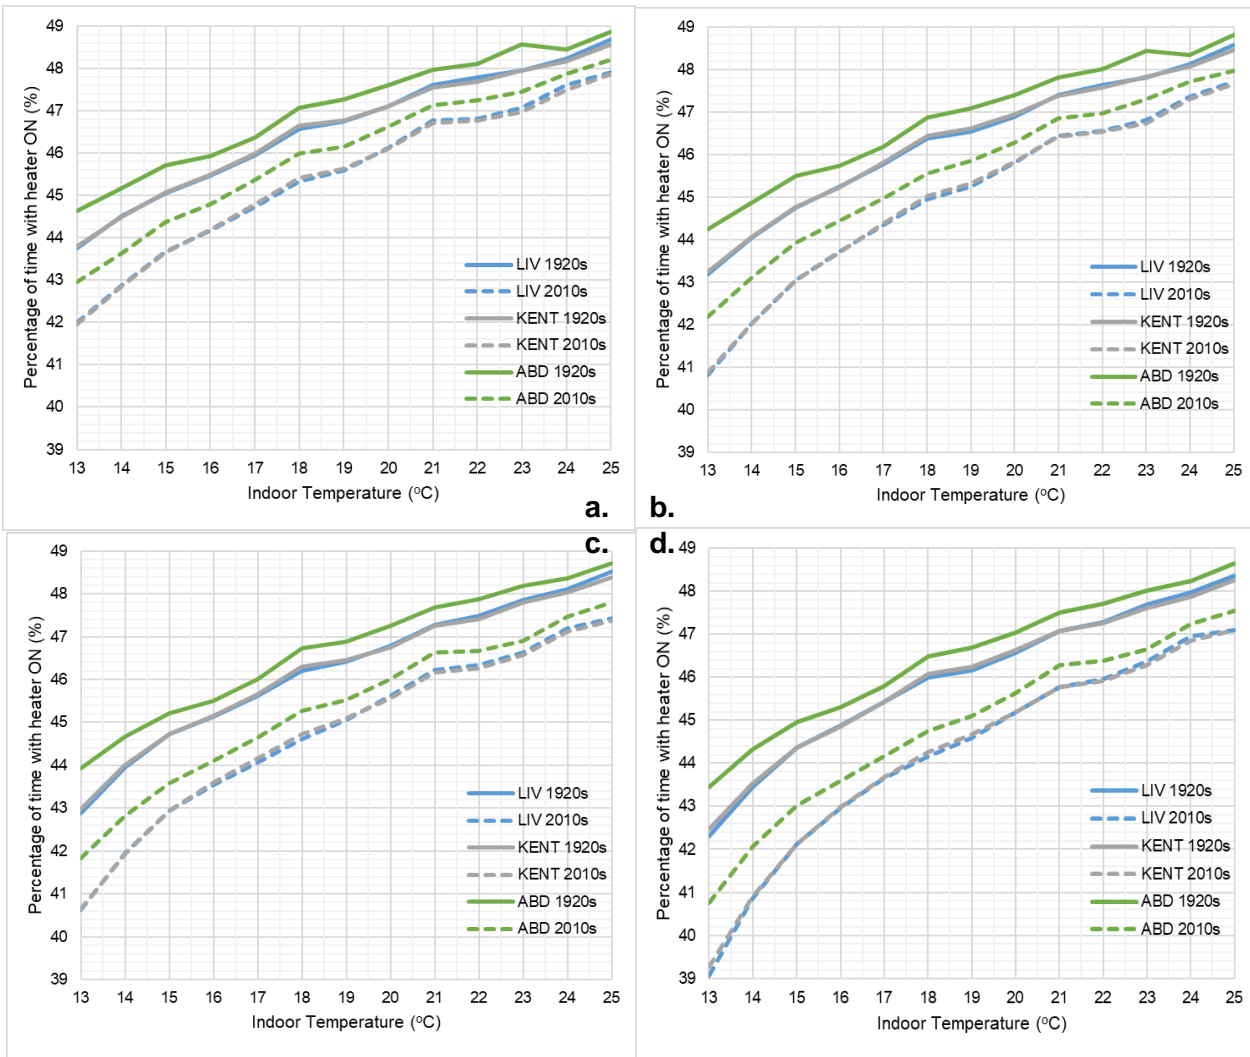 49
48
47
46
45
44
43
42
41
40
39
Percentage of time with heater ON (%)
LIV 1920s
LIV 2010s
KENT 1920s
KENT 2010s
ABD 1920s
ABD 2010s
13 14 15 16 17 18 19 20 21 22 23 24 25
Indoor Temperature (°C)
a.
49
48
47
46
45
44
43
42
41
40
39
Percentage of time with heater ON (%)
LIV 1920s
LIV 2010s
KENT 1920s
KENT 2010s
ABD 1920s
ABD 2010s
13 14 15 16 17 18 19 20 21 22 23 24 25
Indoor Temperature (°C)
b.
c.
49
48
47
46
45
44
43
42
41
40
39
Percentage of time with heater ON (%)
LIV 1920s
LIV 2010s
KENT 1920s
KENT 2010s
ABD 1920s
ABD 2010s
13 14 15 16 17 18 19 20 21 22 23 24 25
Indoor Temperature (°C)
d.
49
48
47
46
45
44
43
42
41
40
39
Percentage of time with heater ON (%)
LIV 1920s
LIV 2010s
KENT 1920s
KENT 2010s
ABD 1920s
ABD 2010s
13 14 15 16 17 18 19 20 21 22 23 24 25
Indoor Temperature (°C)